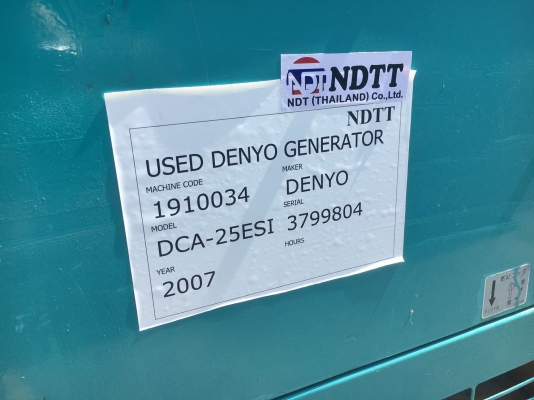 NDT NDTT
NDT (THAILAND) Co.,Ltd.
NDTT
USED DENYO GENERATOR
MACHINE CODE MAKER
1910034 DENYO
MODEL SERIAL
DCA-25ESI 3799804
YEAR HOURS
2007